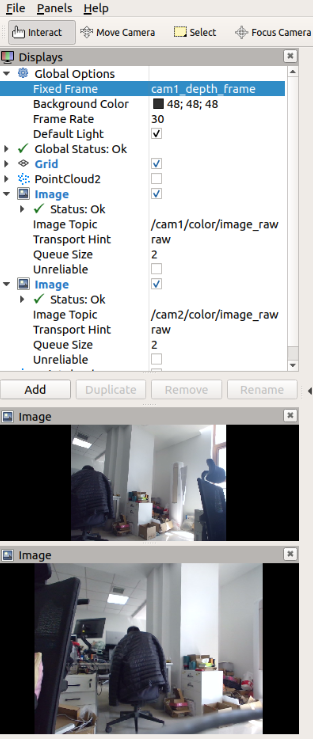 File Panels Help
Interact Move Camera Select Focus Camera
Displays
Global Options
Fixed Frame cam1_depth_frame
Background Color 48; 48; 48
Frame Rate 30
Default Light
Global Status: Ok
Grid
PointCloud2
Image
Status: Ok
Image Topic /cam1/color/image_raw
Transport Hint raw
Queue Size 2
Unreliable
Image
Status: Ok
Image Topic /cam2/color/image_raw
Transport Hint raw
Queue Size 2
Unreliable
Add Duplicate Remove Rename
Image
Image